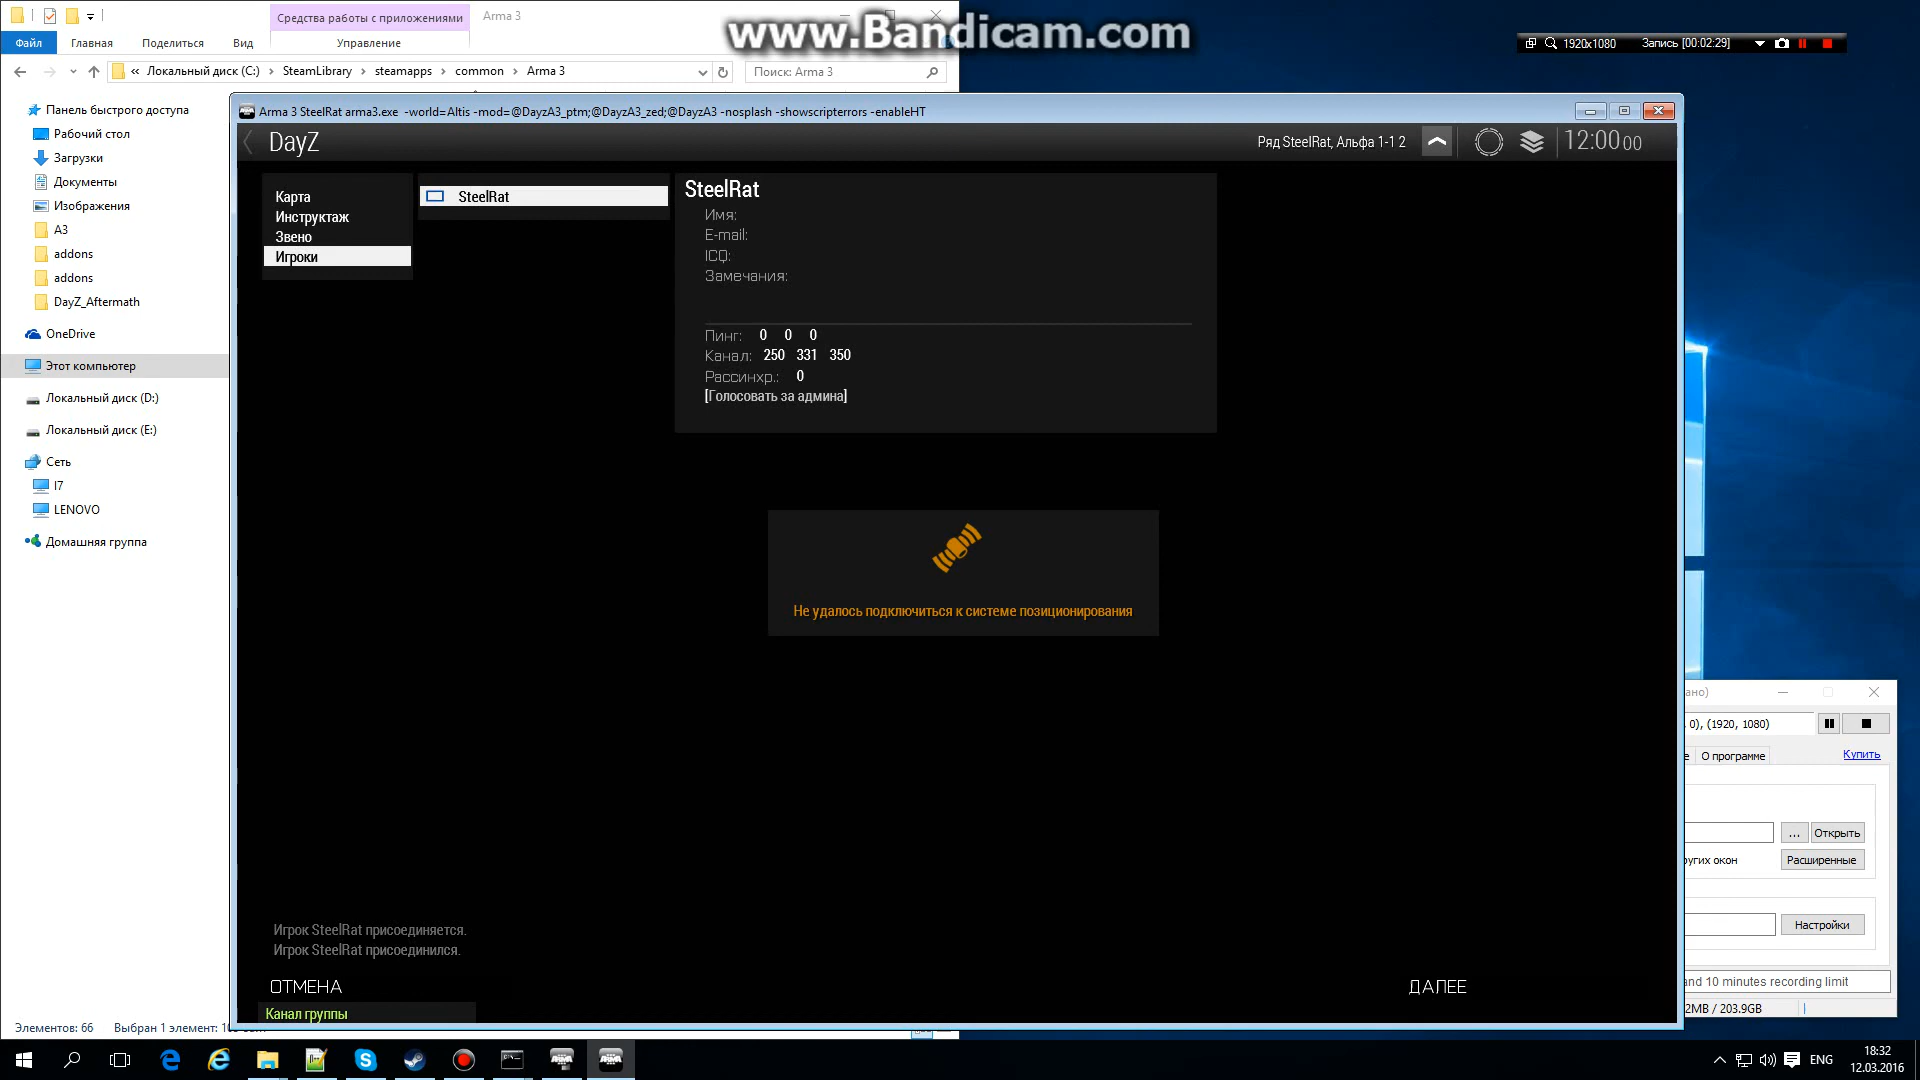 Средства работы с приложениями
Arma 3
www.Bandicam.com
1920x1080
Запись [00:02:29]
Файл
Главная
Поделиться
Вид
Управление
« Локальный диск (C:) > SteamLibrary > steamapps > common > Arma 3
Поиск: Arma 3
Панель быстрого доступа
Рабочий стол
Загрузки
Документы
Изображения
A3
addons
addons
DayZ_Aftermath
OneDrive
Этот компьютер
Локальный диск (D:)
Локальный диск (E:)
Сеть
I7
LENOVO
Домашняя группа
Элементов: 66
Выбран 1 элемент:
Arma 3 SteelRat arma3.exe -world=Altis -mod=@DayzA3_ptm;@DayzA3_zed;@DayzA3 -nosplash -showscripterrors -enableHT
DayZ
Ряд SteelRat, Альфа 1-1 2
12:00:00
Карта
Инструктаж
Звено
Игроки
SteelRat
SteelRat
Имя:
E-mail:
ICQ:
Замечания:
Пинг: 0 0 0
Канал: 250 331 350
Рассинхр.: 0
[Голосовать за админа]
Не удалось подключиться к системе позиционирования
Игрок SteelRat присоединяется.
Игрок SteelRat присоединился.
ОТМЕНА
ДАЛЕЕ
Канал группы
ано)
0), (1920, 1080)
е
О программе
Купить
...
Открыть
ругих окон
Расширенные
Настройки
and 10 minutes recording limit
2MB / 203.9GB
ENG
18:32
12.03.2016